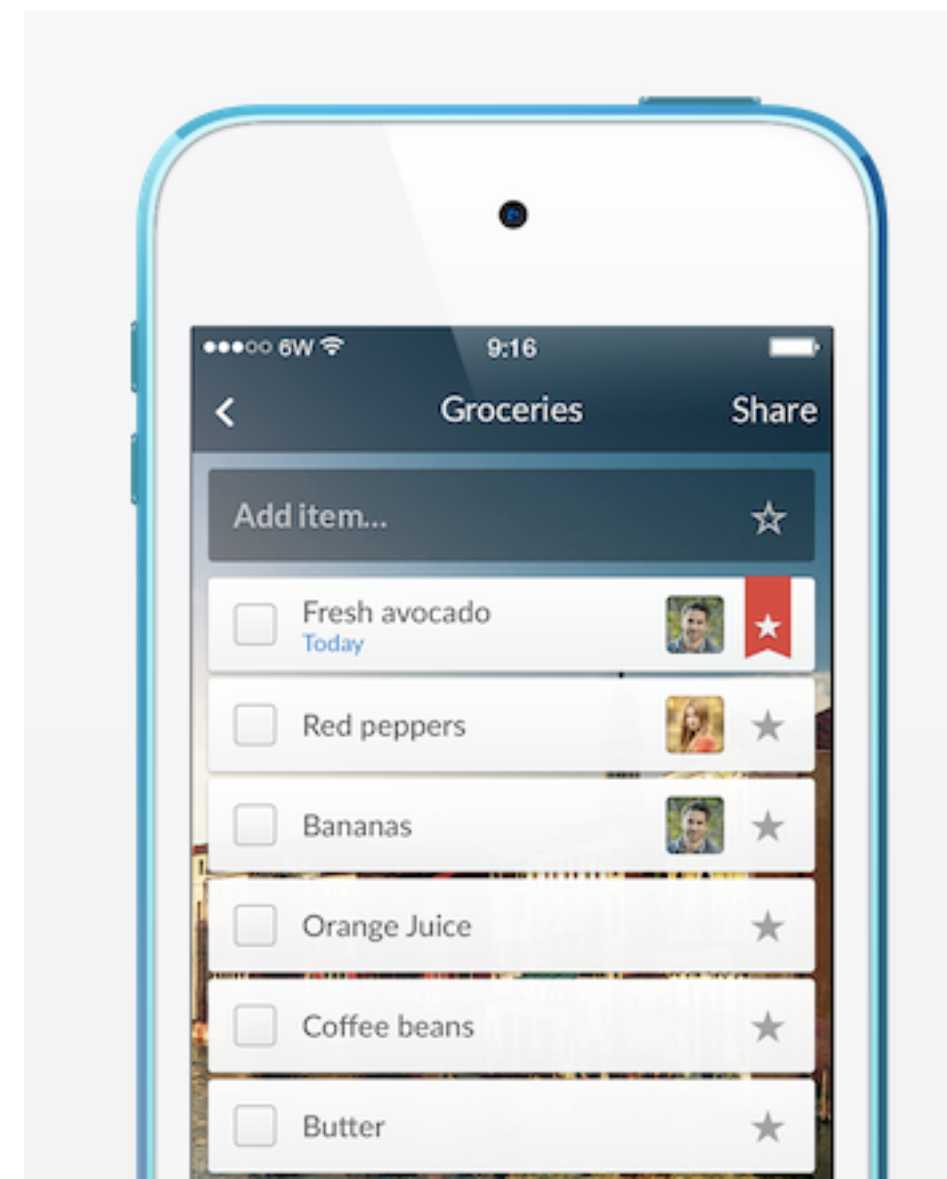 6W 9:16
Groceries Share
Add item...
Fresh avocado
Today
Red peppers
Bananas
Orange Juice
Coffee beans
Butter